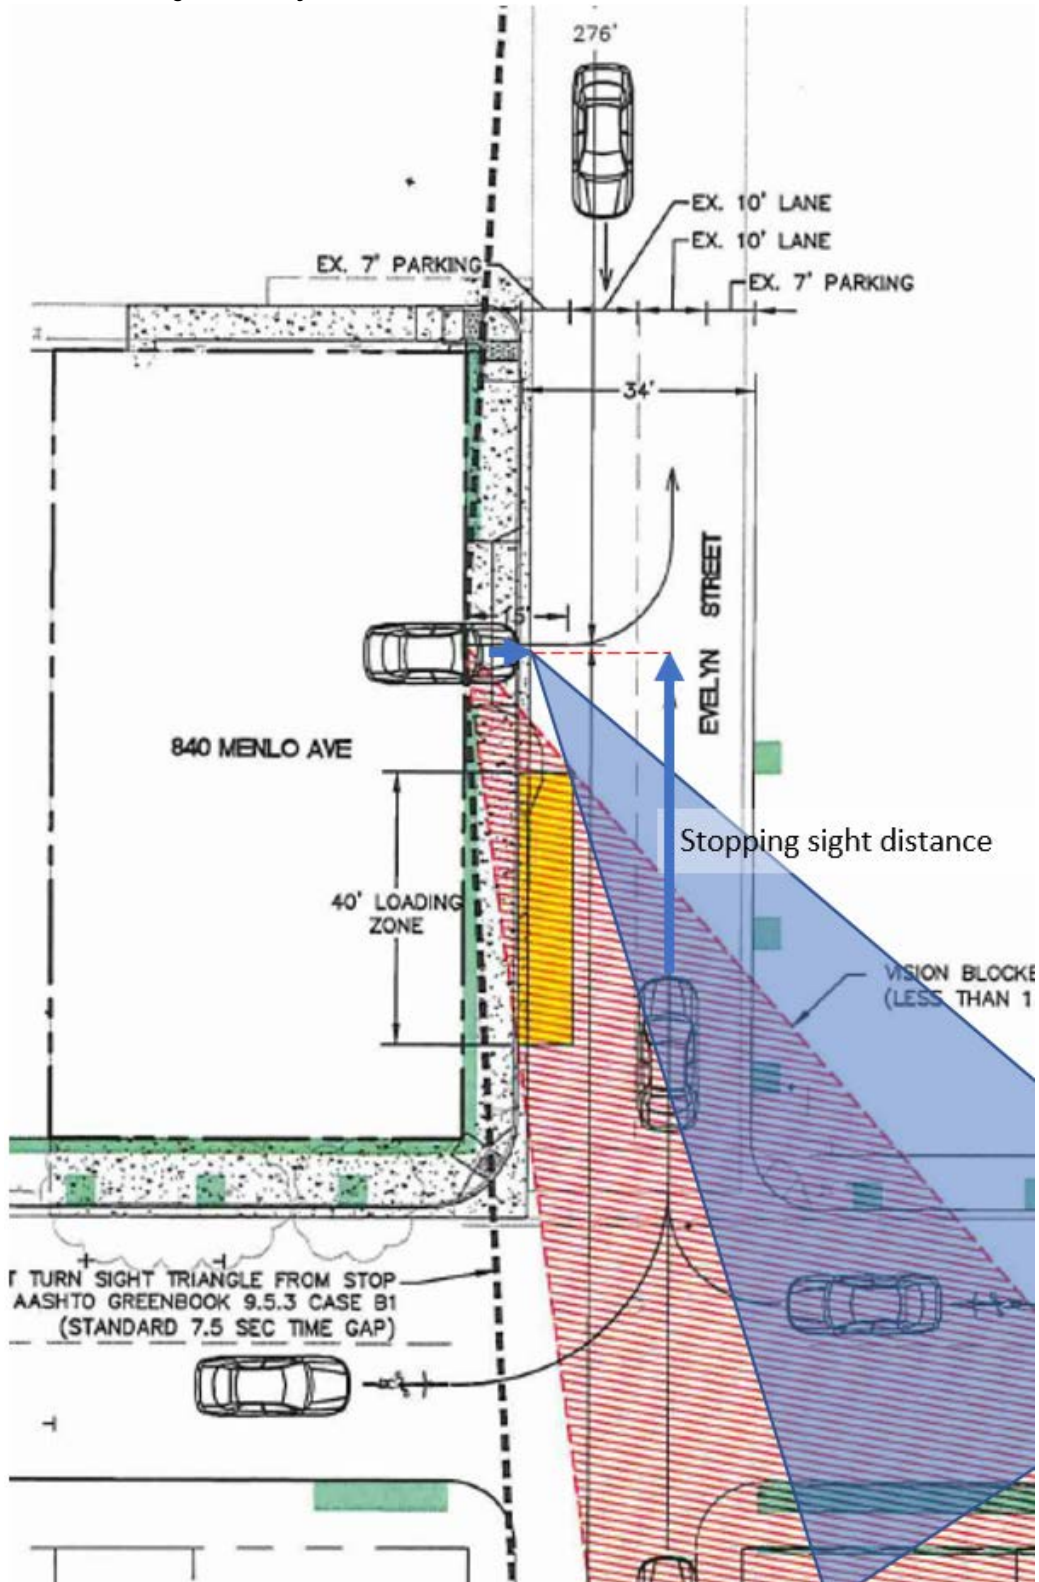 276'
EX. 10' LANE
EX. 10' LANE
EX. 7' PARKING
EX. 7' PARKING
34'
EVELYN STREET
15'
840 MENLO AVE
Stopping sight distance
40' LOADING
ZONE
VISION BLOCKE
(LESS THAN 1
T TURN SIGHT TRIANGLE FROM STOP
AASHTO GREENBOOK 9.5.3 CASE B1
(STANDARD 7.5 SEC TIME GAP)